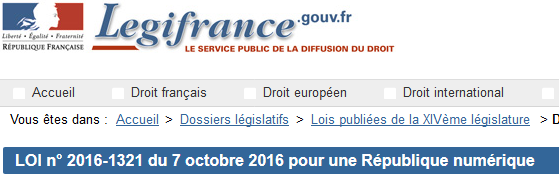 Legifrance.gouv.fr
Liberté • Égalité • Fraternité
RÉPUBLIQUE FRANÇAISE
LE SERVICE PUBLIC DE LA DIFFUSION DU DROIT
Accueil Droit français Droit européen Droit international
Vous êtes dans : Accueil > Dossiers législatifs > Lois publiées de la XIVème législature > D
LOI n° 2016-1321 du 7 octobre 2016 pour une République numérique